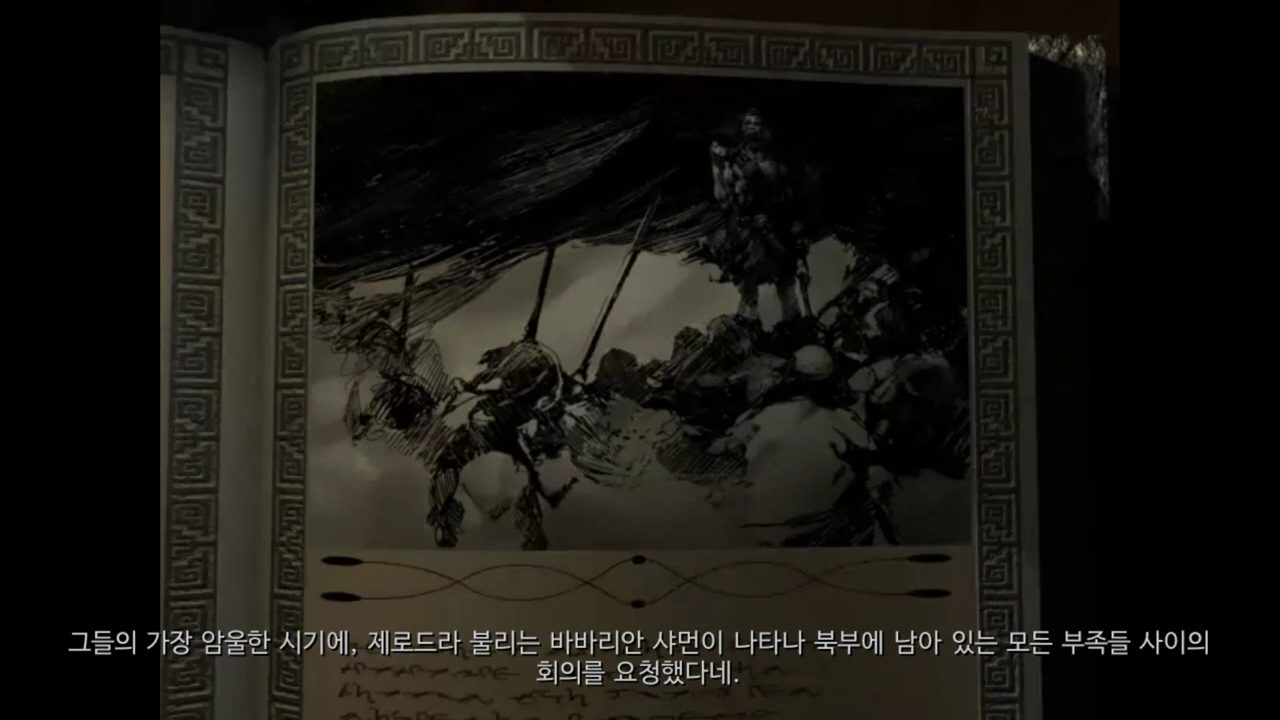 그들의 가장 암울한 시기에, 제로드라 불리는 바바리안 샤먼이 나타나 북부에 남아 있는 모든 부족들 사이의
회의를 요청했다네.